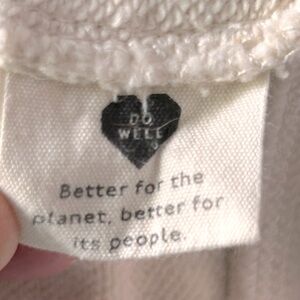 DO
WELL
Better for the
planet, better for
its people.